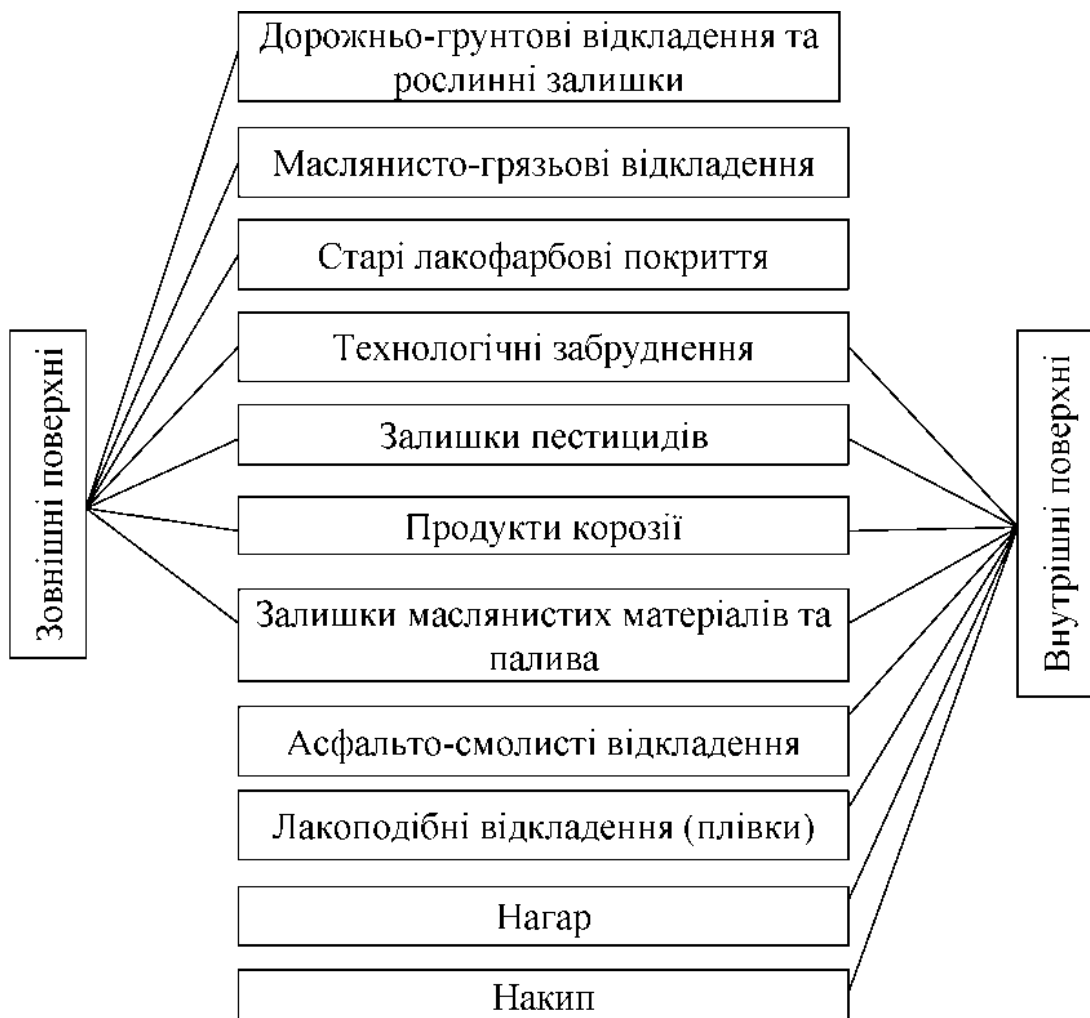 Дорожньо-грунтові відкладення та
рослинні залишки
Маслянисто-грязьові відкладення
Старі лакофарбові покриття
Технологічні забруднення
Залишки пестицидів
Продукти корозії
Залишки маслянистих матеріалів та
палива
Асфальто-смолисті відкладення
Лакоподібні відкладення (плівки)
Нагар
Накип
Зовнішні поверхні
Внутрішні поверхні